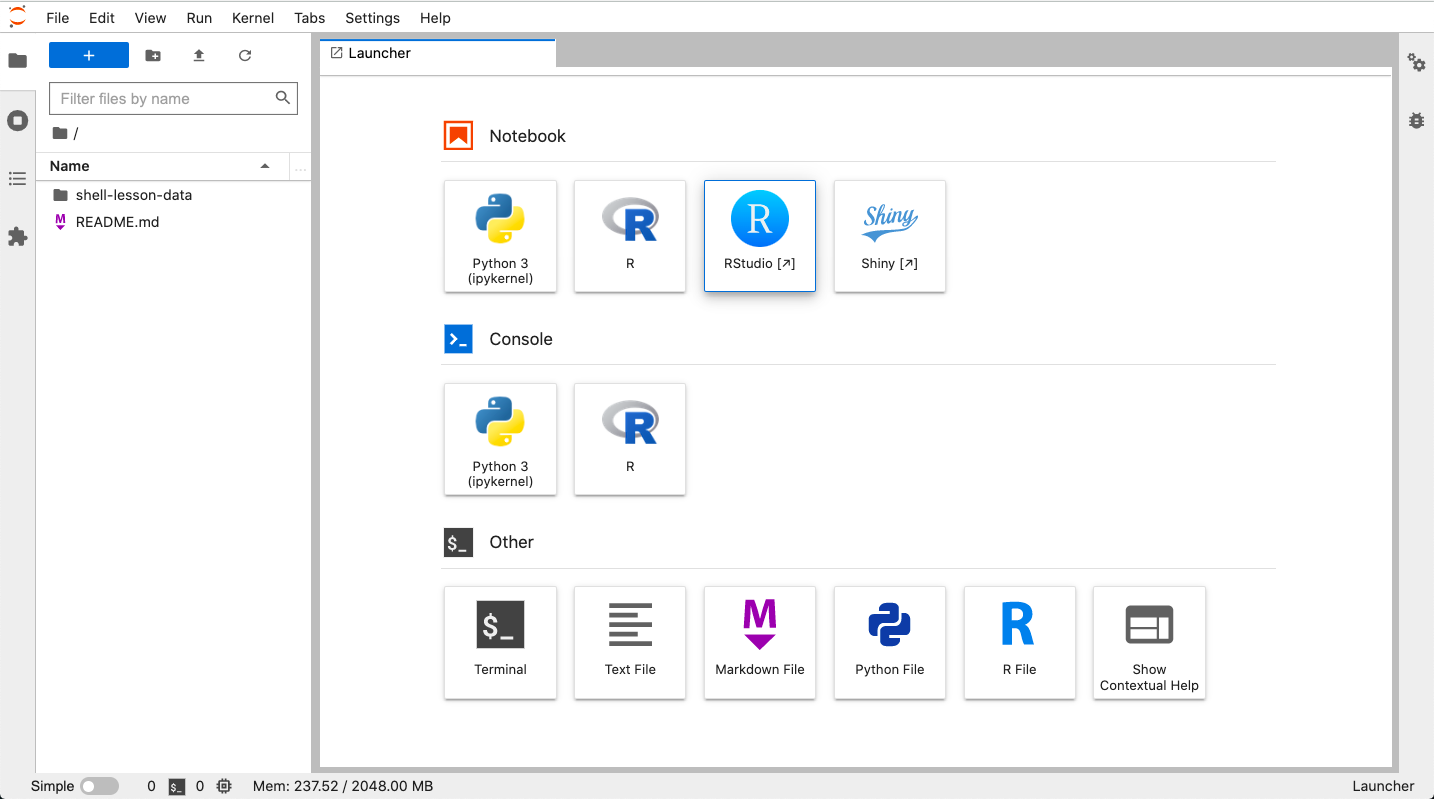 File Edit View Run Kernel Tabs Settings Help
+
Filter files by name
/
Name
...
shell-lesson-data
M README.md
Launcher
Notebook
Python 3
(ipykernel)
R
R
R
RStudio [↗]
Shiny
Shiny [↗]
>_ Console
Python 3
(ipykernel)
R
R
$_ Other
$_
Terminal
Text File
M
Markdown File
Python File
R
R File
Show
Contextual Help
Simple 0 $_ 0 Mem: 237.52 / 2048.00 MB Launcher